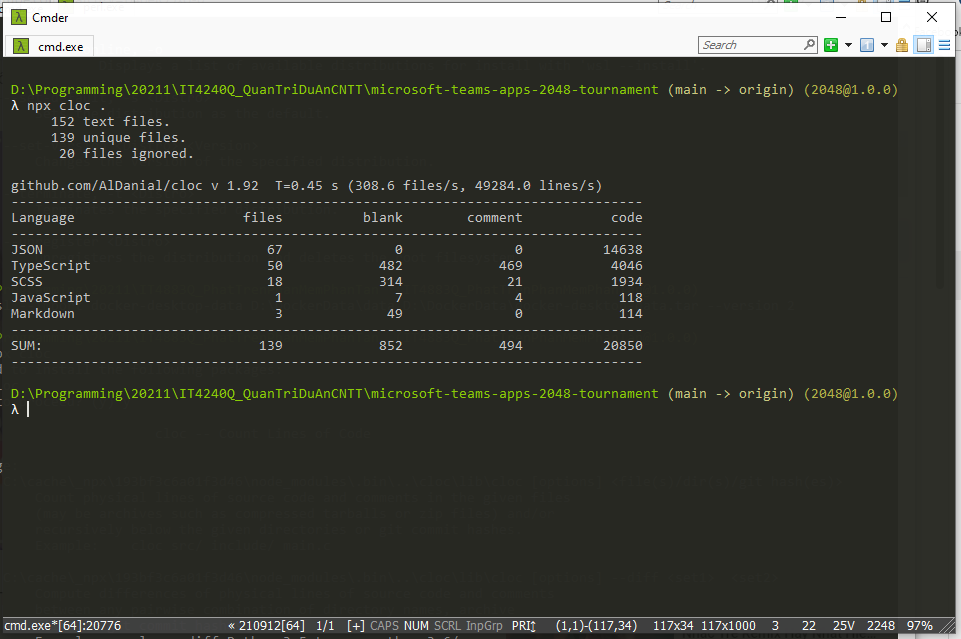 Cmder
cmd.exe
Search
D:\Programming\20211\IT4240Q_QuanTriDuAnCNTT\microsoft-teams-apps-2048-tournament (main -> origin) (2048@1.0.0)
λ npx cloc .
     152 text files.
     139 unique files.
      20 files ignored.
github.com/AlDanial/cloc v 1.92  T=0.45 s (308.6 files/s, 49284.0 lines/s)
-------------------------------------------------------------------------------
Language                     files          blank        comment           code
-------------------------------------------------------------------------------
JSON                            67              0              0          14638
TypeScript                      50            482            469           4046
SCSS                            18            314             21           1934
JavaScript                       1              7              4            118
Markdown                         3             49              0            114
-------------------------------------------------------------------------------
SUM:                           139            852            494          20850
-------------------------------------------------------------------------------
D:\Programming\20211\IT4240Q_QuanTriDuAnCNTT\microsoft-teams-apps-2048-tournament (main -> origin) (2048@1.0.0)
λ
cmd.exe*[64]:20776 « 210912[64] 1/1 [+] CAPS NUM SCRL InpGrp PRI↕ (1,1)-(117,34) 117x34 117x1000 3 22 25V 2248 97%